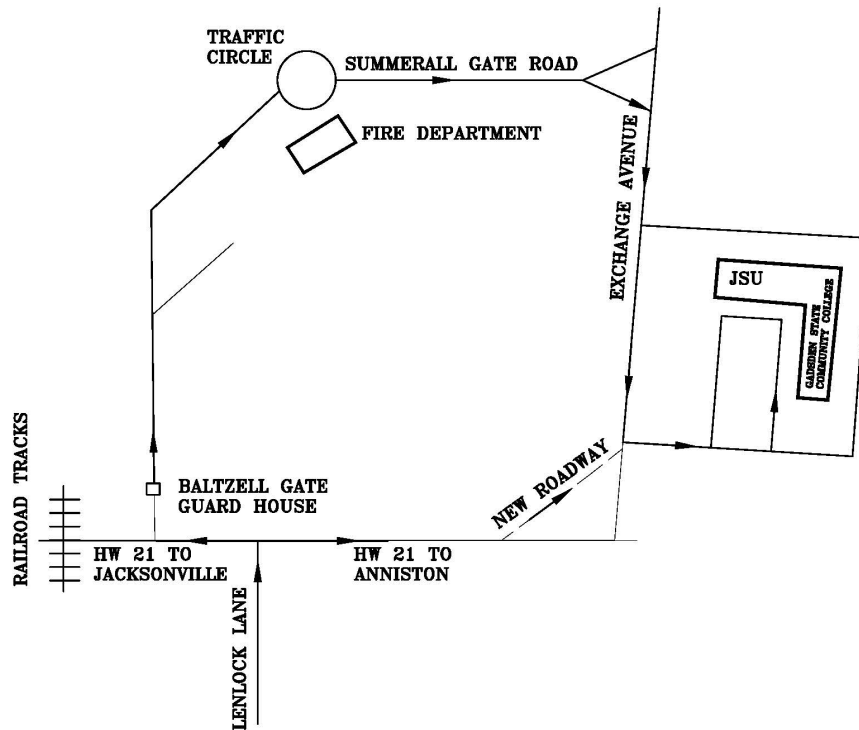 TRAFFIC
CIRCLE
SUMMERALL GATE ROAD
FIRE DEPARTMENT
EXCHANGE AVENUE
JSU
GADSDEN STATE
COMMUNITY COLLEGE
NEW ROADWAY
RAILROAD TRACKS
BALTZELL GATE
GUARD HOUSE
HW 21 TO
JACKSONVILLE
HW 21 TO
ANNISTON
LENLOCK LANE